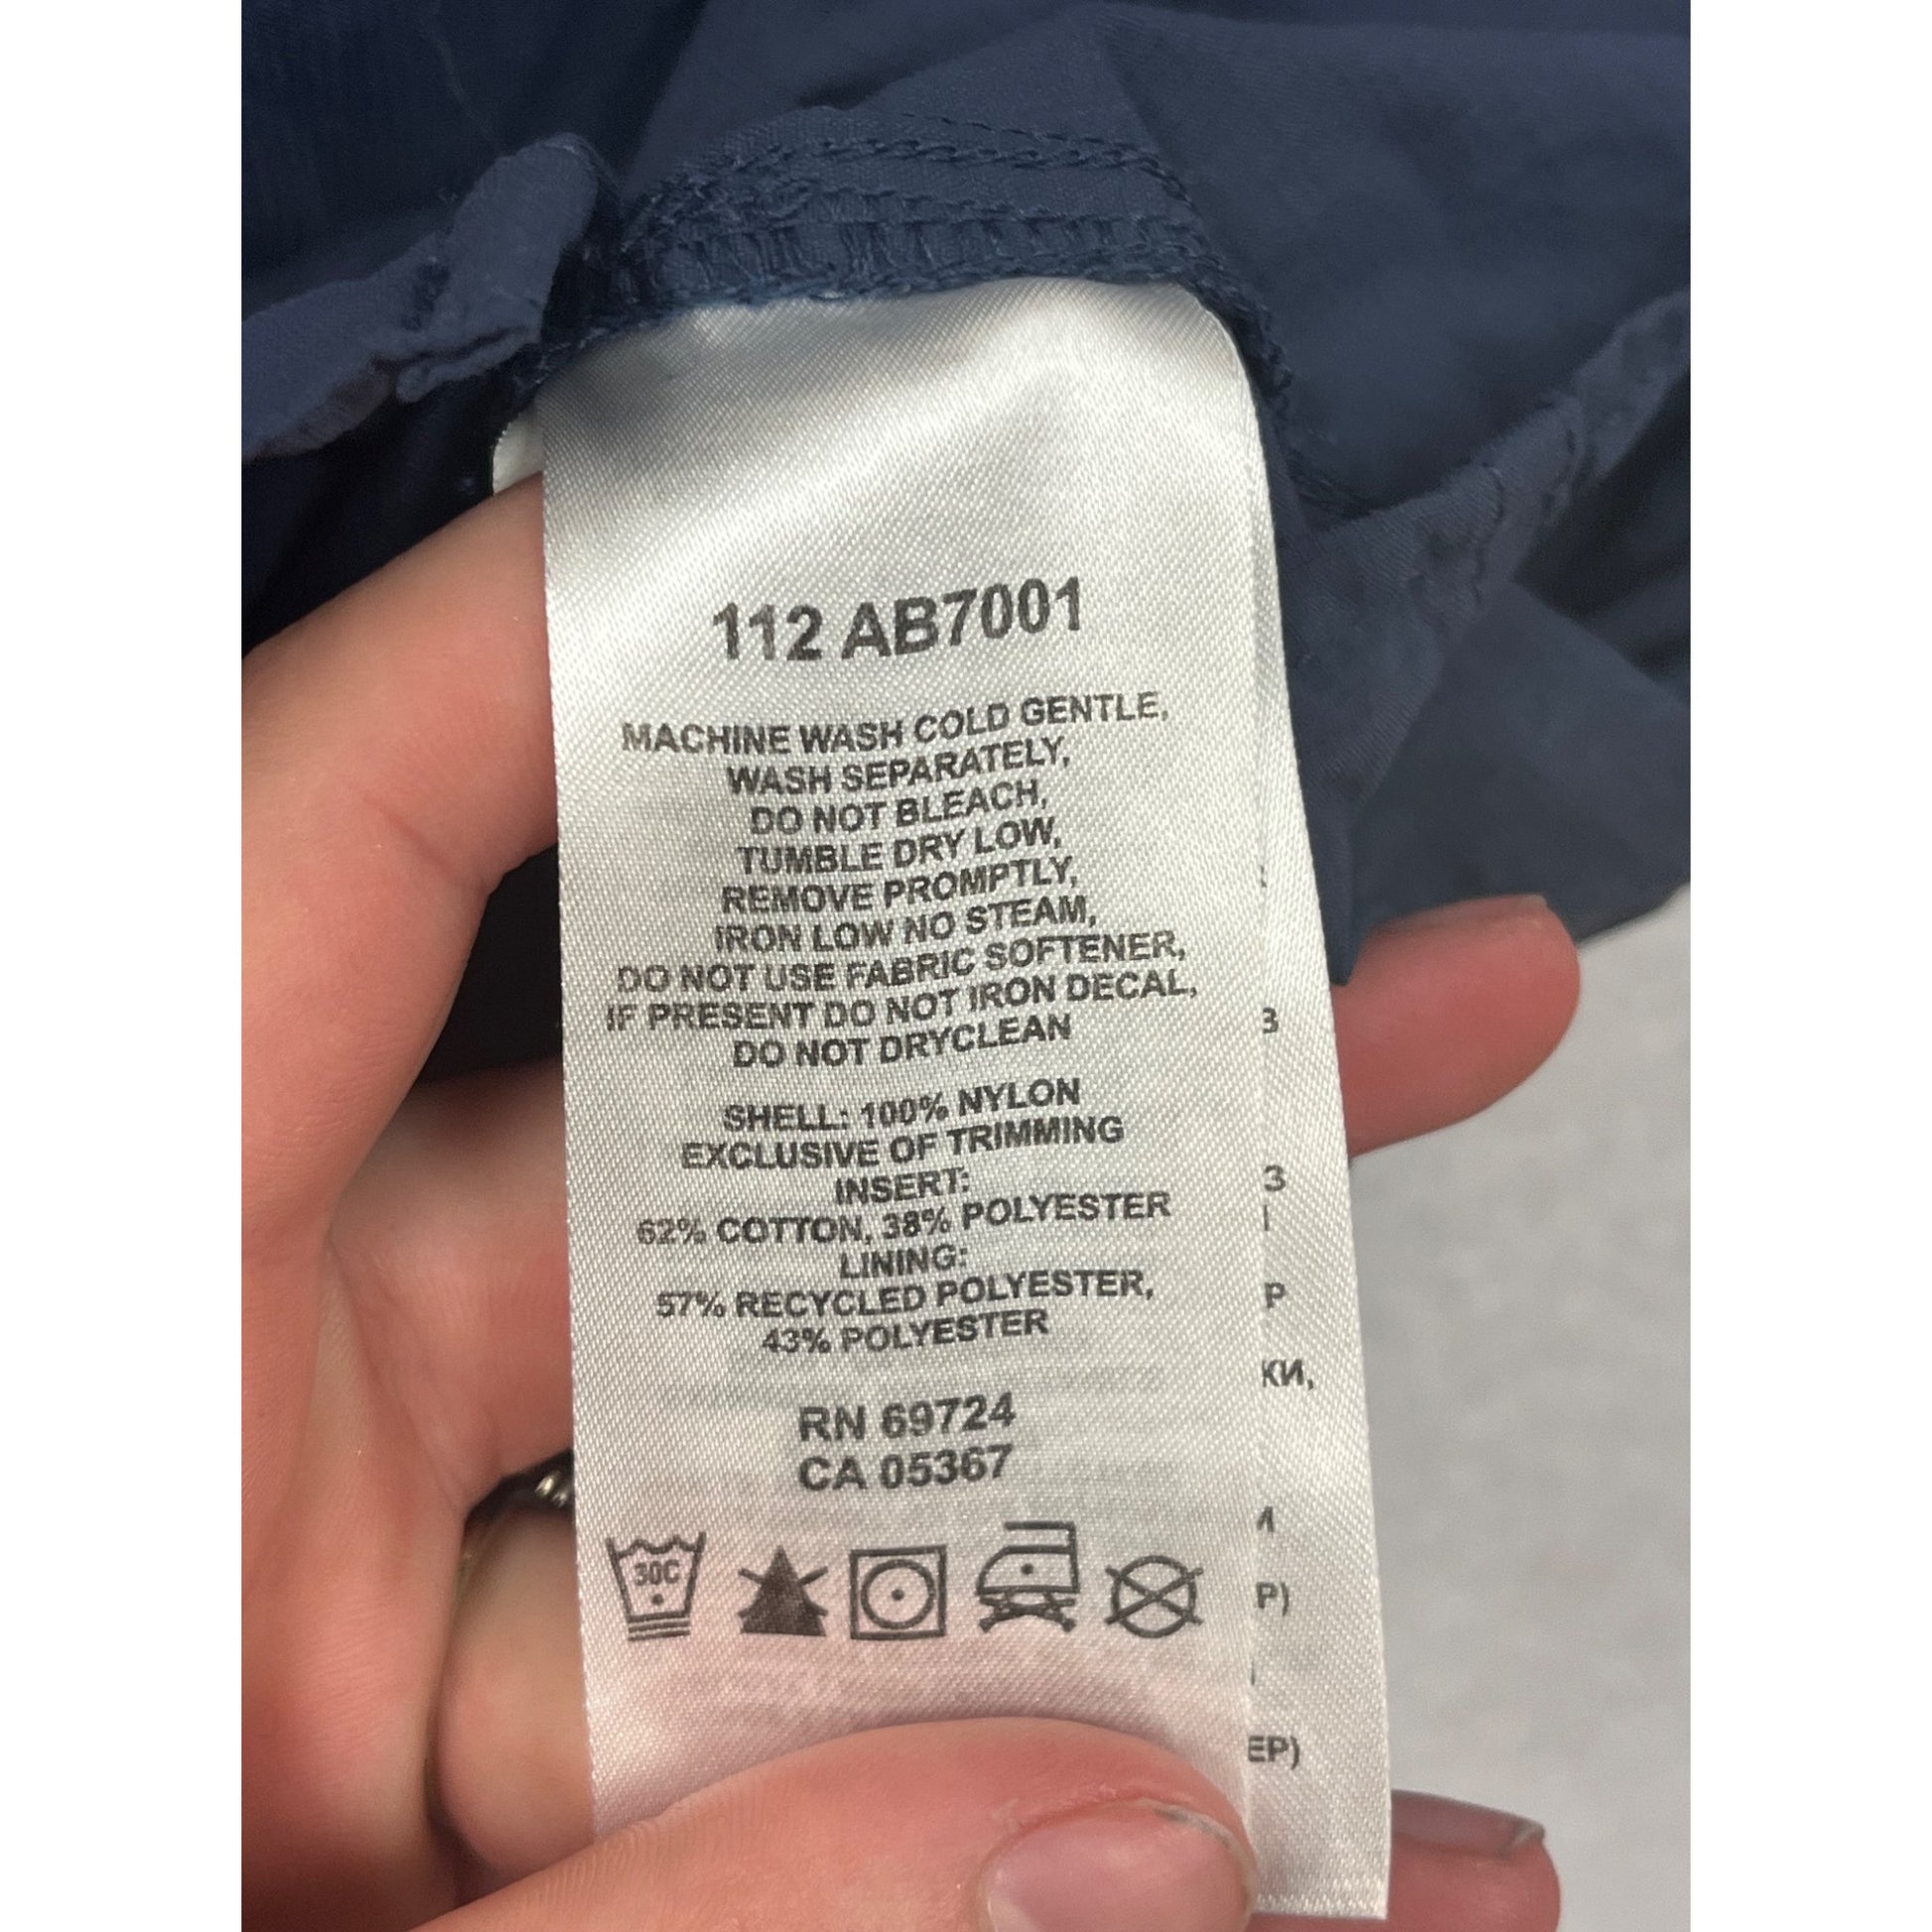 112 AB7001
MACHINE WASH COLD GENTLE,
WASH SEPARATELY,
DO NOT BLEACH,
TUMBLE DRY LOW,
REMOVE PROMPTLY,
IRON LOW NO STEAM,
DO NOT USE FABRIC SOFTENER,
IF PRESENT DO NOT IRON DECAL,
DO NOT DRYCLEAN
SHELL: 100% NYLON
EXCLUSIVE OF TRIMMING
INSERT:
62% COTTON, 38% POLYESTER
LINING:
57% RECYCLED POLYESTER,
43% POLYESTER
RN 69724
CA 05367
30C
КИ,
Р)
ЕР)